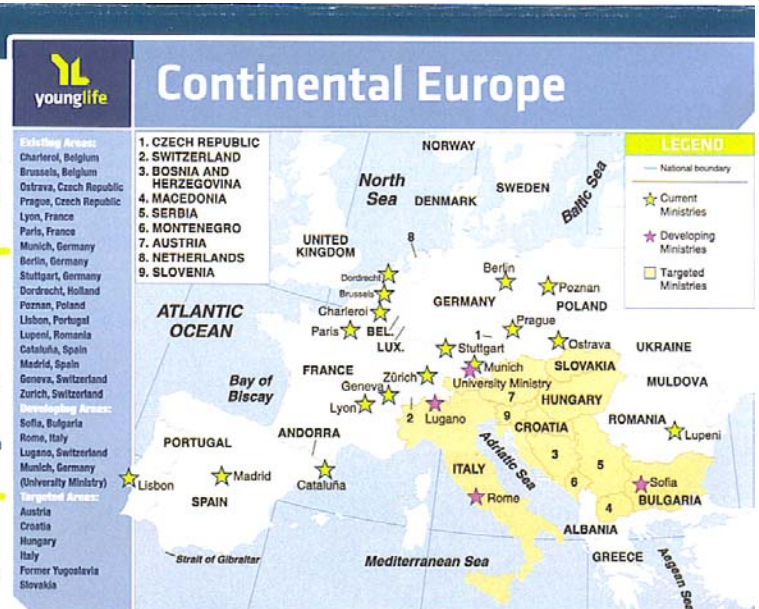 YL
younglife
Continental Europe
Existing Areas:
Charleroi, Belgium
Brussels, Belgium
Ostrava, Czech Republic
Prague, Czech Republic
Lyon, France
Paris, France
Munich, Germany
Berlin, Germany
Stuttgart, Germany
Dordrecht, Holland
Poznan, Poland
Lisbon, Portugal
Lupeni, Romania
Cataluña, Spain
Madrid, Spain
Geneva, Switzerland
Zurich, Switzerland
Developing Areas:
Sofia, Bulgaria
Rome, Italy
Lugano, Switzerland
Munich, Germany
(University Ministry)
Targeted Areas:
Austria
Croatia
Hungary
Italy
Former Yugoslavia
Slovakia
1. CZECH REPUBLIC
2. SWITZERLAND
3. BOSNIA AND
HERZEGOVINA
4. MACEDONIA
5. SERBIA
6. MONTENEGRO
7. AUSTRIA
8. NETHERLANDS
9. SLOVENIA
LEGEND
National boundary
Current
Ministries
Developing
Ministries
Targeted
Ministries
NORWAY
North
Sea
SWEDEN
DENMARK
Baltic Sea
UNITED
KINGDOM
8
Dordrecht
Berlin
Brussels
Poznan
GERMANY
POLAND
ATLANTIC
OCEAN
Charleroi
Paris
BEL.
LUX.
1
Prague
Ostrava
Stuttgart
UKRAINE
Munich
University Ministry
SLOVAKIA
FRANCE
Zürich
MULDOVA
Bay of
Biscay
Geneva
7
HUNGARY
Lyon
2
Lugano
9
CROATIA
ROMANIA
Lupeni
PORTUGAL
ANDORRA
Adriatic Sea
3
5
ITALY
Lisbon
Madrid
Cataluña
6
Sofia
SPAIN
Rome
BULGARIA
4
ALBANIA
Strait of Gibraltar
Mediterranean Sea
GREECE
Aegean Sea